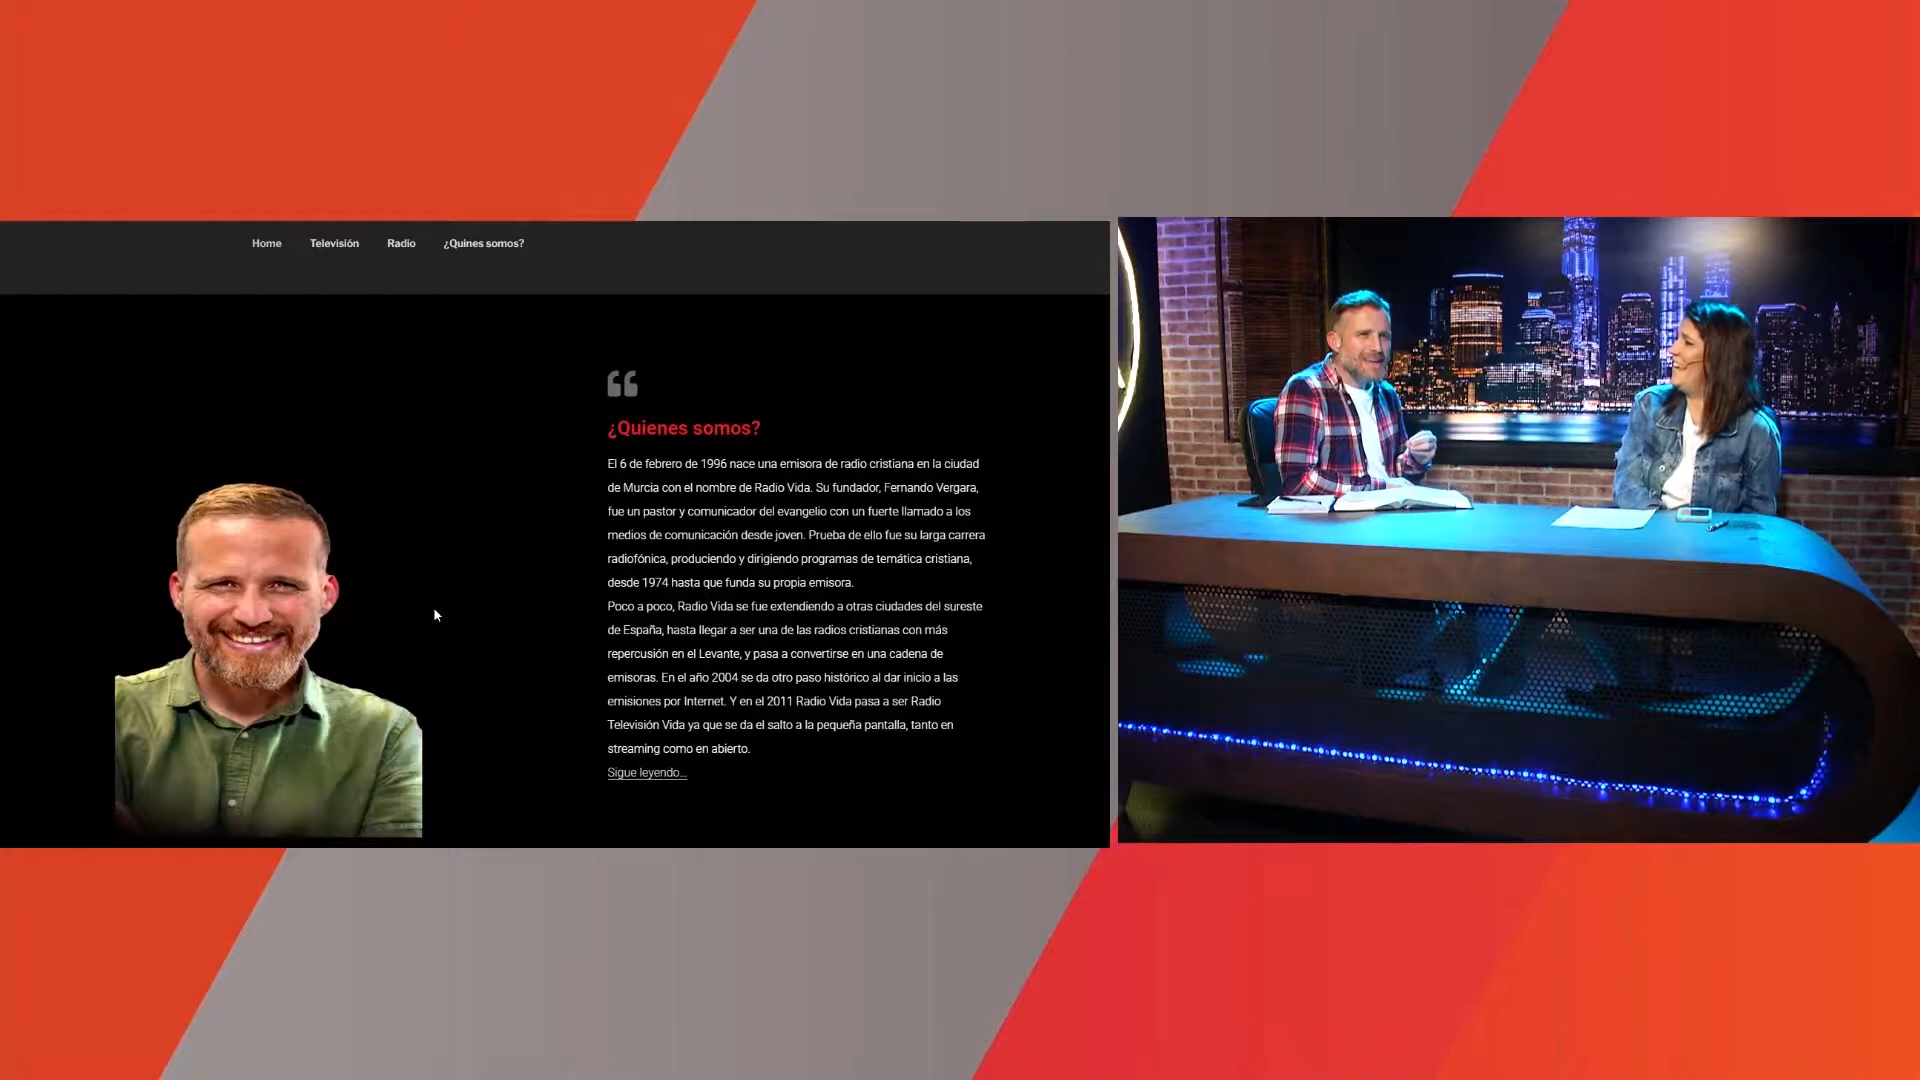 Home Televisión Radio ¿Quines somos?
¿Quienes somos?
El 6 de febrero de 1996 nace una emisora de radio cristiana en la ciudad
de Murcia con el nombre de Radio Vida. Su fundador, Fernando Vergara,
fue un pastor y comunicador del evangelio con un fuerte llamado a los
medios de comunicación desde joven. Prueba de ello fue su larga carrera
radiofónica, produciendo y dirigiendo programas de temática cristiana,
desde 1974 hasta que funda su propia emisora.
Poco a poco, Radio Vida se fue extendiendo a otras ciudades del sureste
de España, hasta llegar a ser una de las radios cristianas con más
repercusión en el Levante, y pasa a convertirse en una cadena de
emisoras. En el año 2004 se da otro paso histórico al dar inicio a las
emisiones por Internet. Y en el 2011 Radio Vida pasa a ser Radio
Televisión Vida ya que se da el salto a la pequeña pantalla, tanto en
streaming como en abierto.
Sigue leyendo...